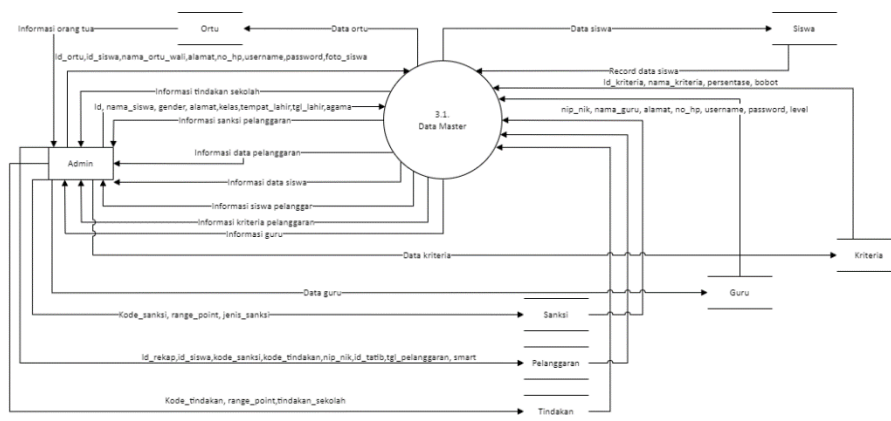 Informasi orang tua
Ortu
Data ortu
Data siswa
Siswa
Id_ortu,id_siswa,nama_ortu_wali,alamat,no_hp,username,password,foto_siswa
Record data siswa
Id_kriteria, nama_kriteria, persentase, bobot
Informasi tindakan sekolah
Id, nama_siswa, gender, alamat,kelas,tempat_lahir,tgl_lahir,agama
nip_nik, nama_guru, alamat, no_hp, username, password, level
Informasi sanksi pelanggaran
3.1.
Data Master
Informasi data pelanggaran
Admin
Informasi data siswa
Informasi siswa pelanggar
Informasi kriteria pelanggaran
Informasi guru
Data kriteria
Kriteria
Data guru
Guru
Kode_sanksi, range_point, jenis_sanksi
Sanksi
Id_rekap,id_siswa,kode_sanksi,kode_tindakan,nip_nik,id_tatib,tgl_pelanggaran, smart
Pelanggaran
Kode_tindakan, range_point,tindakan_sekolah
Tindakan